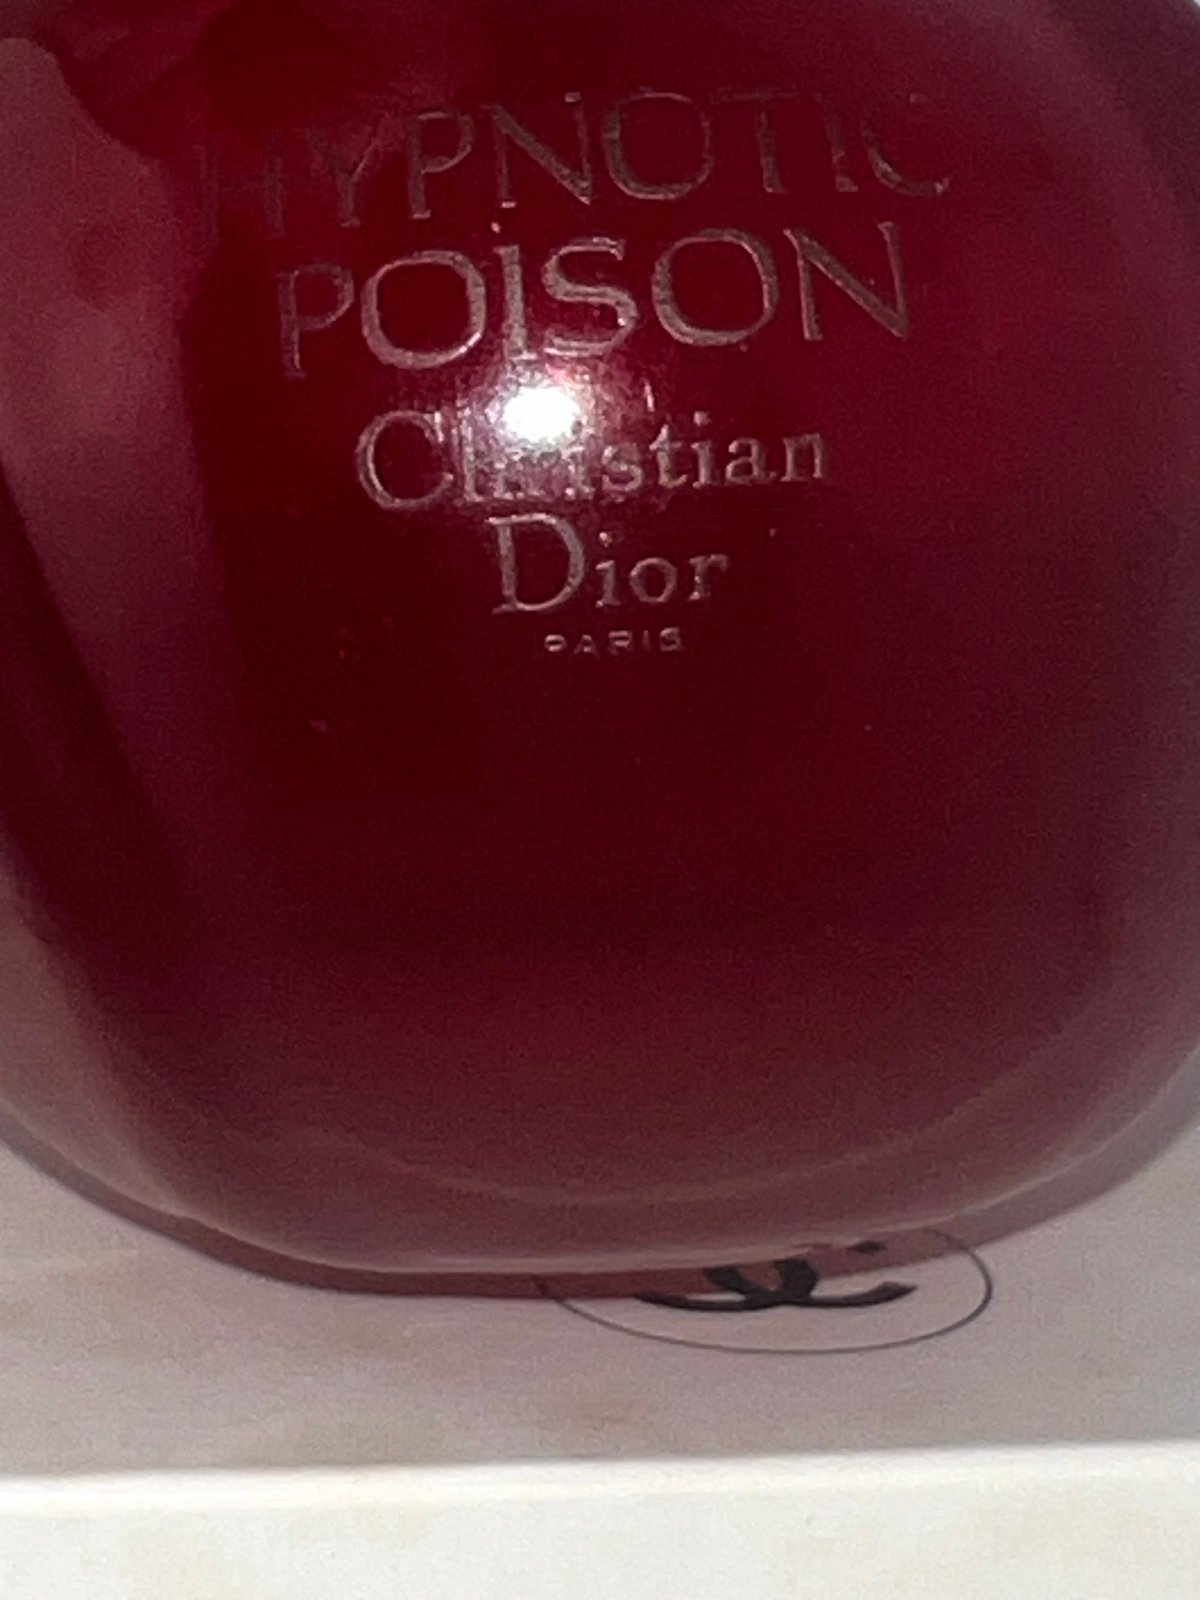 HYPNOTIC
POISON
Christian
Dior
PARIS